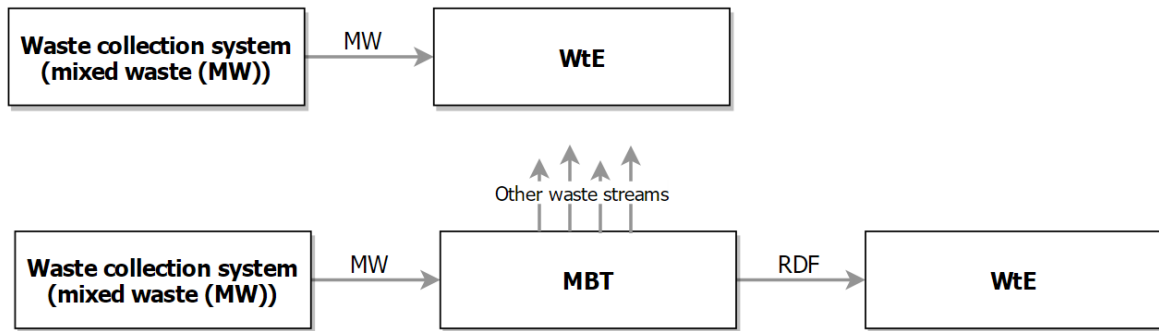 Waste collection system
(mixed waste (MW))
MW
WtE
Other waste streams
Waste collection system
(mixed waste (MW))
MW
MBT
RDF
WtE